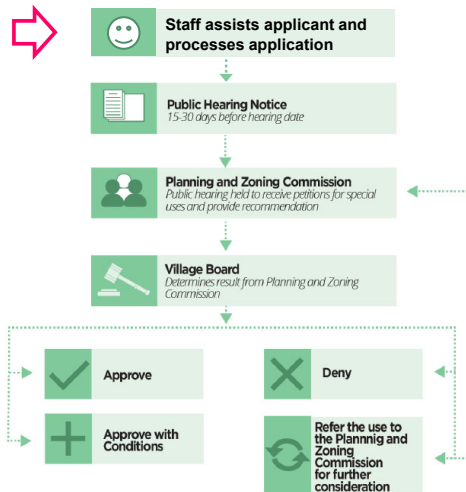 Staff assists applicant and
processes application
Public Hearing Notice
15-30 days before hearing date
Planning and Zoning Commission
Public hearing held to receive petitions for special
uses and provide recommendation
Village Board
Determines result from Planning and Zoning
Commission
Approve
Deny
Approve with
Conditions
Refer the use to
the Plannnig and
Zoning
Commission
for further
consideration